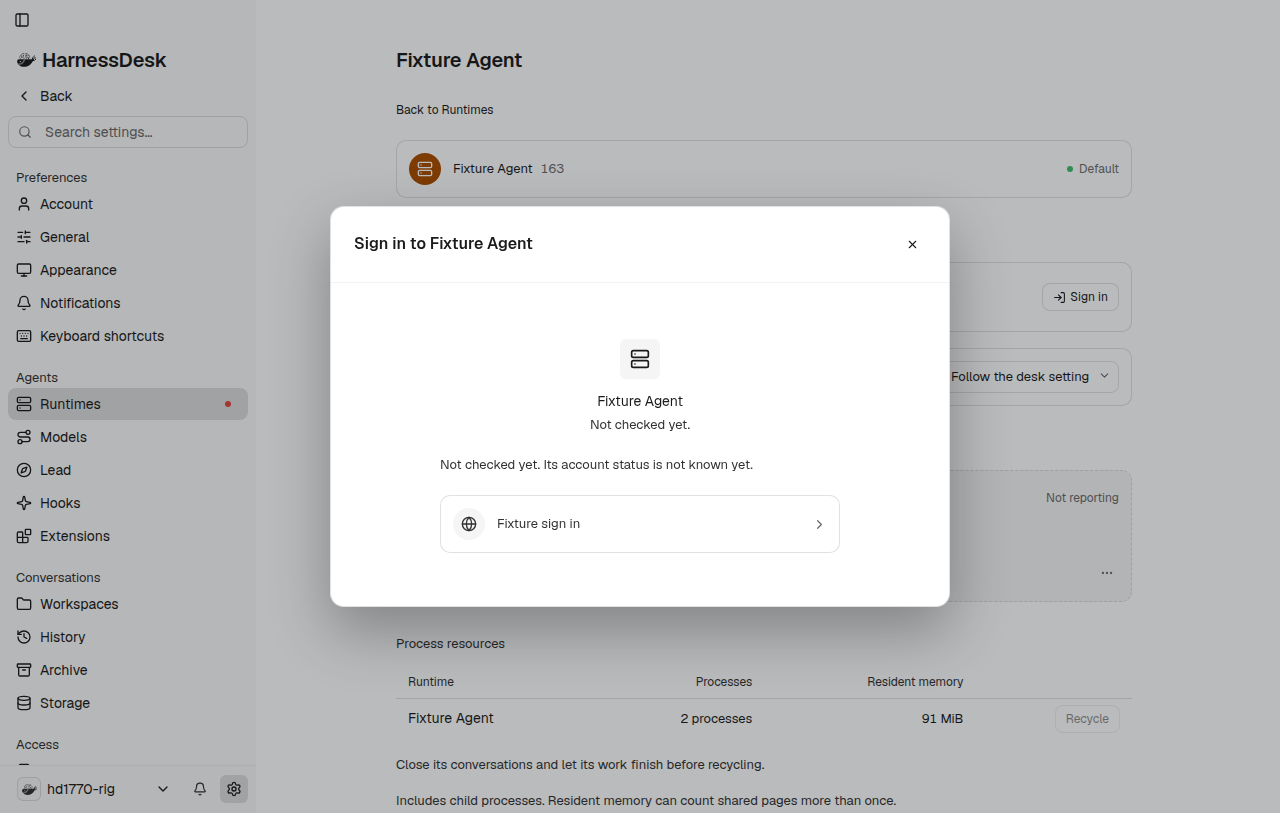 HarnessDesk
Back
Search settings…
Preferences
Account
General
Appearance
Notifications
Keyboard shortcuts
Agents
Runtimes
Models
Lead
Hooks
Extensions
Conversations
Workspaces
History
Archive
Storage
Access
hd1770-rig
Fixture Agent
Back to Runtimes
Fixture Agent 163
Default
Sign in
Follow the desk setting
Not reporting
Sign in to Fixture Agent
Fixture Agent
Not checked yet.
Not checked yet. Its account status is not known yet.
Fixture sign in
Process resources
Runtime Processes Resident memory
Fixture Agent 2 processes 91 MiB Recycle
Close its conversations and let its work finish before recycling.
Includes child processes. Resident memory can count shared pages more than once.